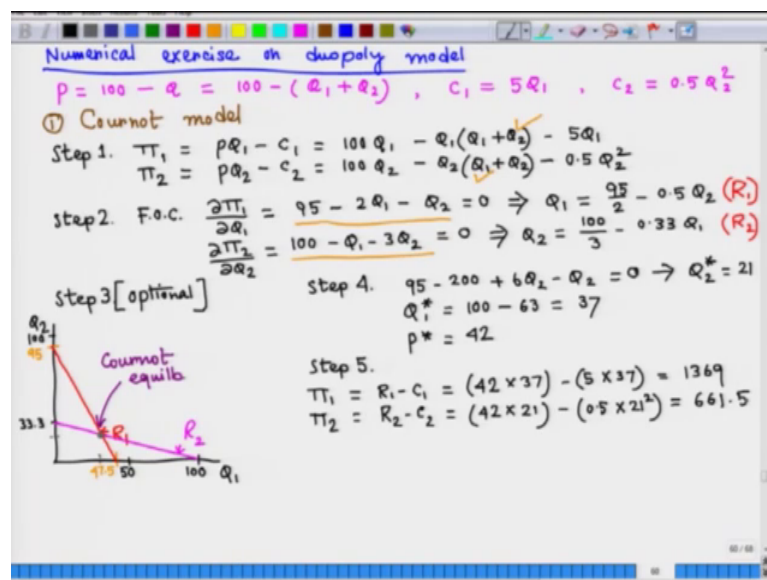 Numerical exercise on duopoly model
P = 100 - Q = 100 - (Q₁ + Q₂) , C₁ = 5Q₁ , C₂ = 0.5 Q₂²
① Cournot model
Step 1. π₁ = PQ₁ - C₁ = 100 Q₁ - Q₁(Q₁ + Q₂) - 5Q₁
π₂ = PQ₂ - C₂ = 100 Q₂ - Q₂(Q₁ + Q₂) - 0.5 Q₂²
Step 2. F.O.C. ∂π₁/∂Q₁ = 95 - 2Q₁ - Q₂ = 0 ⇒ Q₁ = 95/2 - 0.5 Q₂ (R₁)
∂π₂/∂Q₂ = 100 - Q₁ - 3Q₂ = 0 ⇒ Q₂ = 100/3 - 0.33 Q₁ (R₂)
Step 3 [optional]
Q₂
100
95
Cournot
equilb
33.3
R₁
R₂
47.5
50
100
Q₁
Step 4. 95 - 200 + 6Q₂ - Q₂ = 0 → Q₂* = 21
Q₁* = 100 - 63 = 37
P* = 42
Step 5.
π₁ = R₁ - C₁ = (42 × 37) - (5 × 37) = 1369
π₂ = R₂ - C₂ = (42 × 21) - (0.5 × 21²) = 661.5
60/60
60